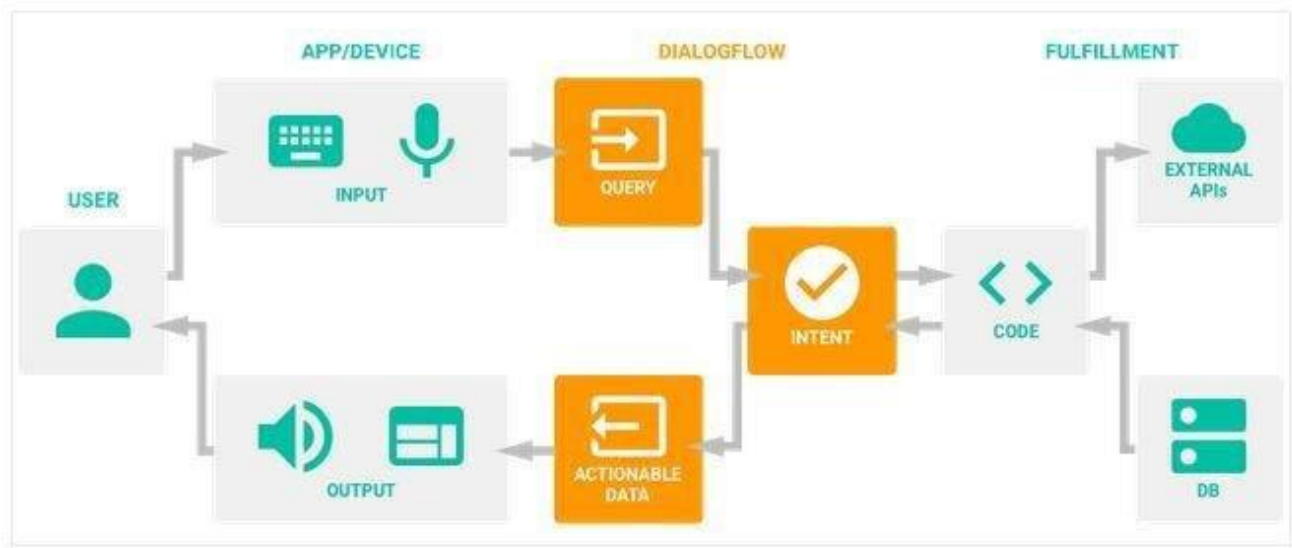 APP/DEVICE
DIALOGFLOW
FULFILLMENT
INPUT
QUERY
EXTERNAL
APIs
USER
INTENT
CODE
OUTPUT
ACTIONABLE
DATA
DB